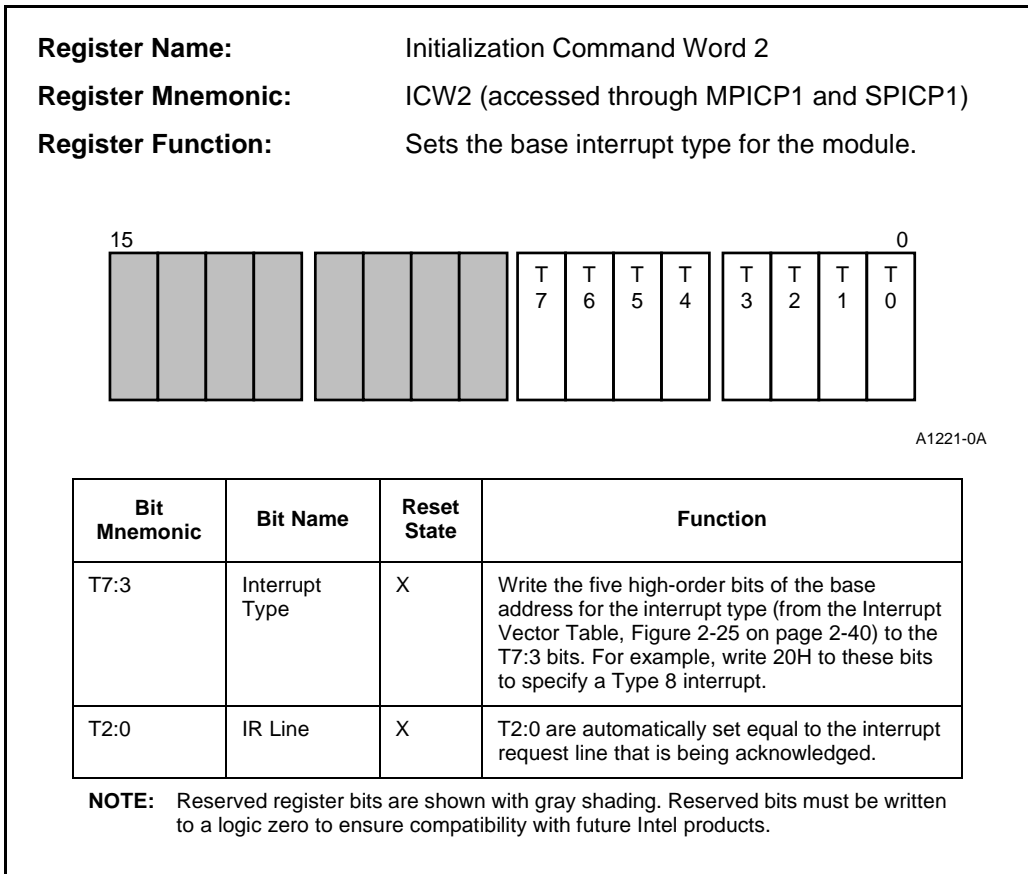 Register Name: Initialization Command Word 2
Register Mnemonic: ICW2 (accessed through MPICP1 and SPICP1)
Register Function: Sets the base interrupt type for the module.
15 0
T T T T T T T T
7 6 5 4 3 2 1 0
A1221-0A
Bit Mnemonic Bit Name Reset State Function
T7:3 Interrupt Type X Write the five high-order bits of the base
address for the interrupt type (from the Interrupt
Vector Table, Figure 2-25 on page 2-40) to the
T7:3 bits. For example, write 20H to these bits
to specify a Type 8 interrupt.
T2:0 IR Line X T2:0 are automatically set equal to the interrupt
request line that is being acknowledged.
NOTE: Reserved register bits are shown with gray shading. Reserved bits must be written
to a logic zero to ensure compatibility with future Intel products.